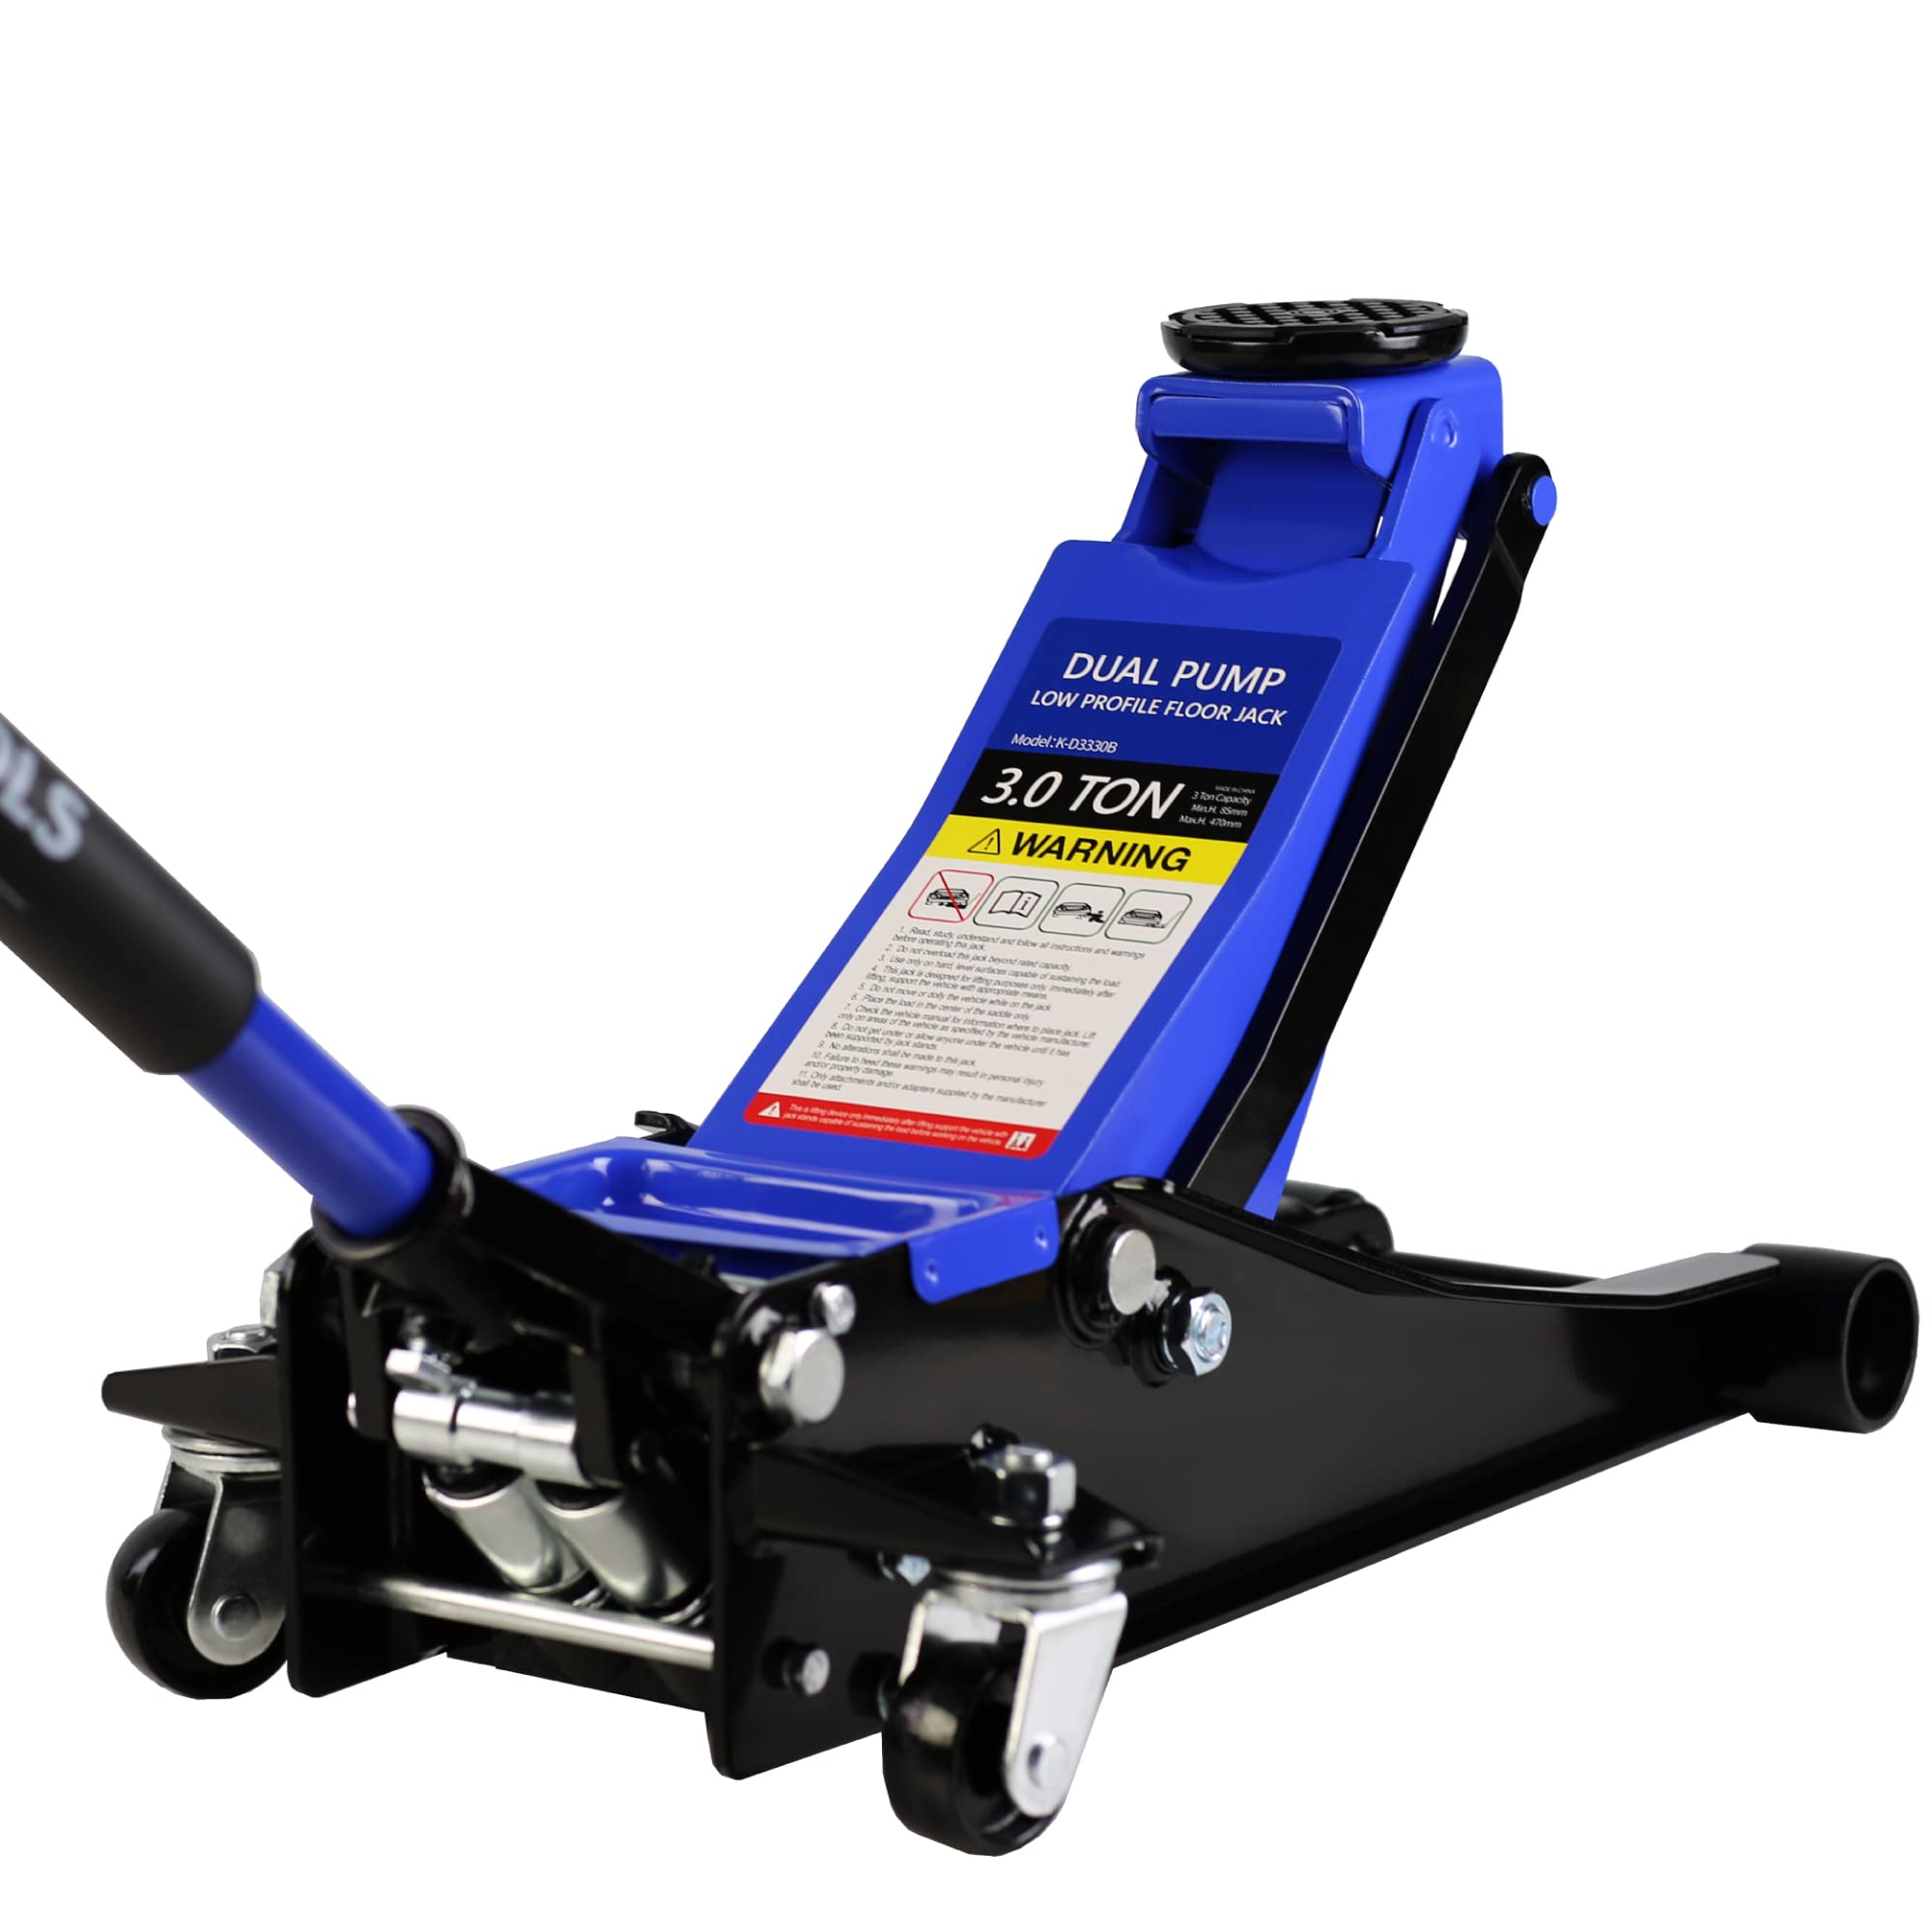 DUAL PUMP
LOW PROFILE FLOOR JACK
Model:K-D3330B
3.0 TON
MADE IN CHINA
3 Ton Capacity
Min.H. 85mm
Max.H. 470mm
WARNING
1. Read, study, understand and follow all instructions and warnings
before operating this jack.
2. Do not overload this jack beyond rated capacity.
3. Use only on hard, level surfaces capable of sustaining the load.
4. This jack is designed for lifting purposes only. Immediately after
lifting, support the vehicle with appropriate means.
5. Do not move or dolly the vehicle while on the jack.
6. Place the load in the center of the saddle only.
7. Check the vehicle manual for information where to place jack. Lift
only on areas of the vehicle as specified by the vehicle manufacturer.
8. Do not get under or allow anyone under the vehicle until it has
been supported by jack stands.
9. No alterations shall be made to this jack.
10. Failure to heed these warnings may result in personal injury
and/or property damage.
11. Only attachments and/or adapters supplied by the manufacturer
shall be used.
This is lifting device only.Immediately after lifting,support the vehicle with
jack stands capable of sustaining the load before working on the vehicle.
OLS